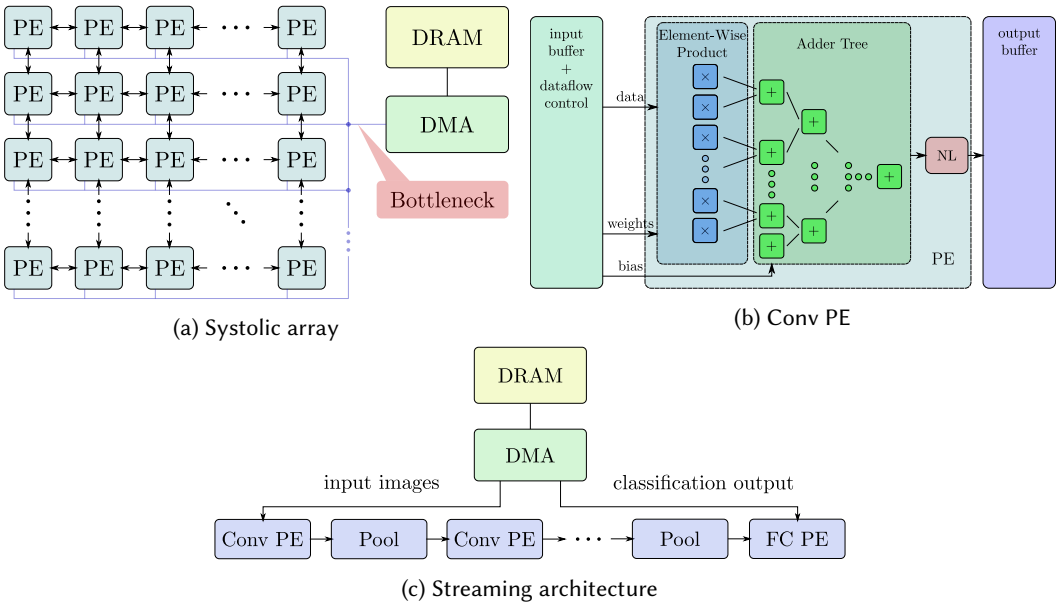 PE PE PE ··· PE
PE PE PE ··· PE
PE PE PE ··· PE
PE PE PE ··· PE
DRAM
DMA
Bottleneck
(a) Systolic array
input
buffer
+
dataflow
control
data
weights
bias
Element-Wise
Product
×
×
×
×
×
Adder Tree
+
+
+
+
+
+
+
NL
PE
output
buffer
(b) Conv PE
DRAM
DMA
input images
classification output
Conv PE Pool Conv PE ··· Pool FC PE
(c) Streaming architecture